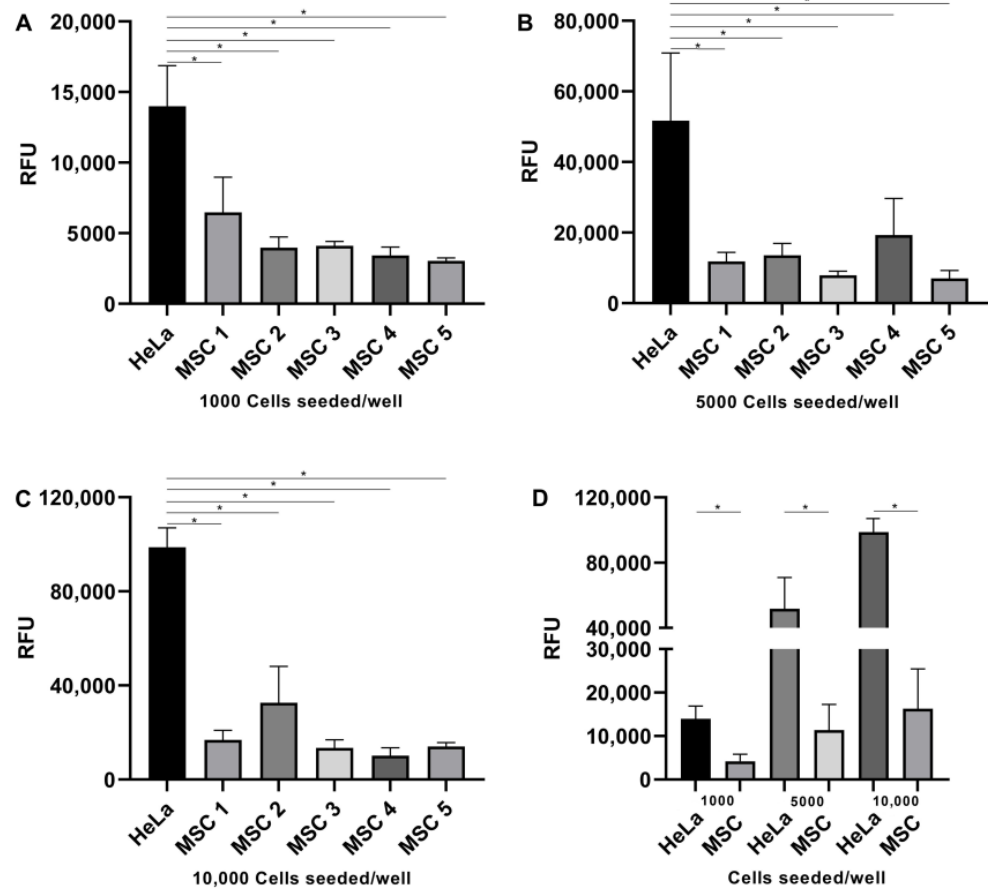 A
20,000
15,000
10,000
5000
0
RFU
* * * * *
HeLa
MSC 1
MSC 2
MSC 3
MSC 4
MSC 5
1000 Cells seeded/well
B
80,000
60,000
40,000
20,000
0
RFU
* * * * *
HeLa
MSC 1
MSC 2
MSC 3
MSC 4
MSC 5
5000 Cells seeded/well
C
120,000
80,000
40,000
0
RFU
* * * * *
HeLa
MSC 1
MSC 2
MSC 3
MSC 4
MSC 5
10,000 Cells seeded/well
D
120,000
80,000
40,000
30,000
20,000
10,000
0
RFU
* * *
1000 5000 10,000
HeLa
MSC
HeLa
MSC
HeLa
MSC
Cells seeded/well